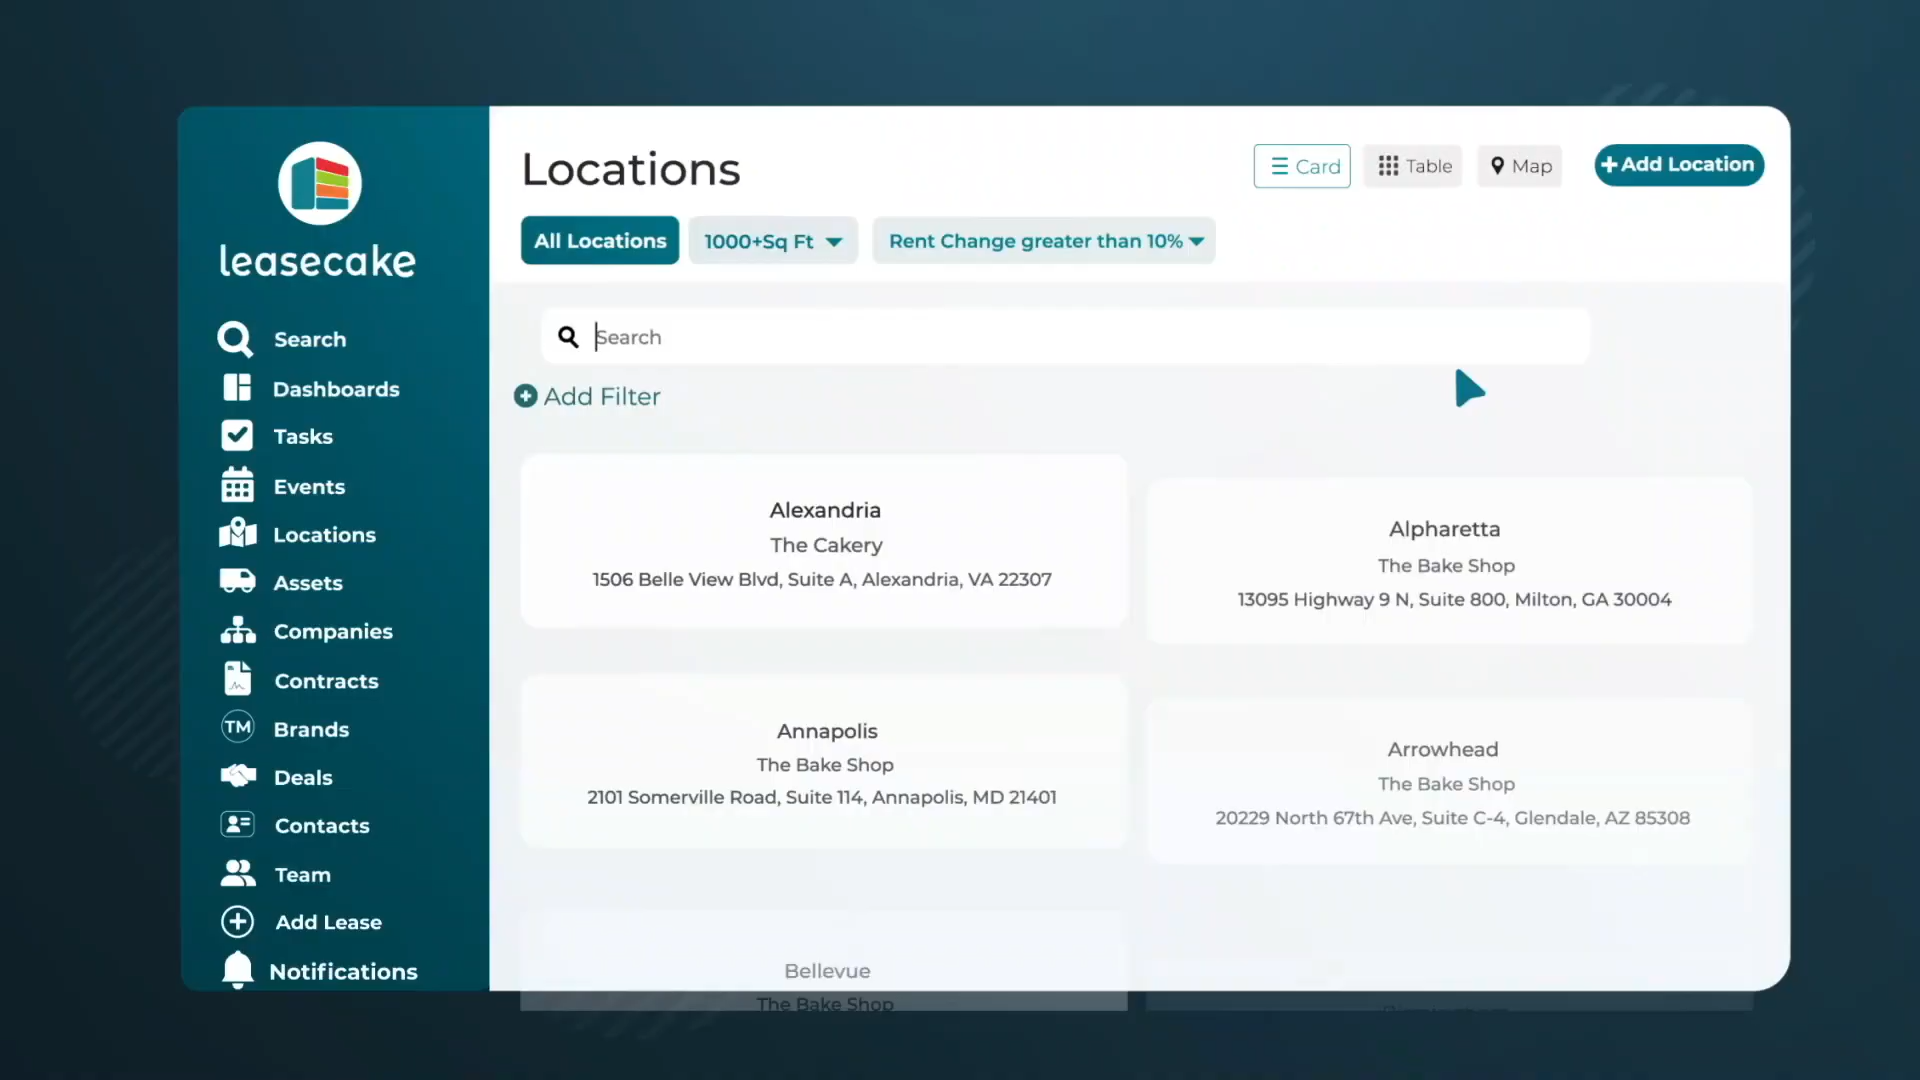 leasecake
Search
Dashboards
Tasks
Events
Locations
Assets
Companies
Contracts
TM
Brands
Deals
Contacts
Team
Add Lease
Notifications
Locations
Card
Table
Map
+Add Location
All Locations
1000+Sq Ft
Rent Change greater than 10%
Search
Add Filter
Alexandria
The Cakery
1506 Belle View Blvd, Suite A, Alexandria, VA 22307
Alpharetta
The Bake Shop
13095 Highway 9 N, Suite 800, Milton, GA 30004
Annapolis
The Bake Shop
2101 Somerville Road, Suite 114, Annapolis, MD 21401
Arrowhead
The Bake Shop
20229 North 67th Ave, Suite C-4, Glendale, AZ 85308
Bellevue
The Bake Shop